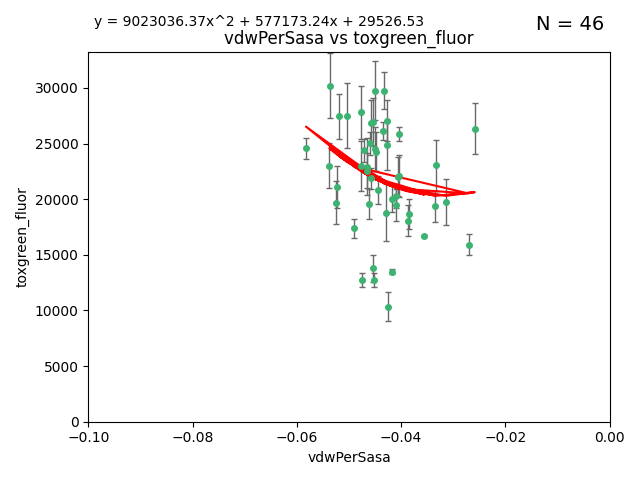 y = 9023036.37x^2 + 577173.24x + 29526.53
N = 46
vdwPerSasa vs toxgreen_fluor
30000
25000
20000
15000
10000
5000
0
toxgreen_fluor
−0.10 −0.08 −0.06 −0.04 −0.02 0.00
vdwPerSasa